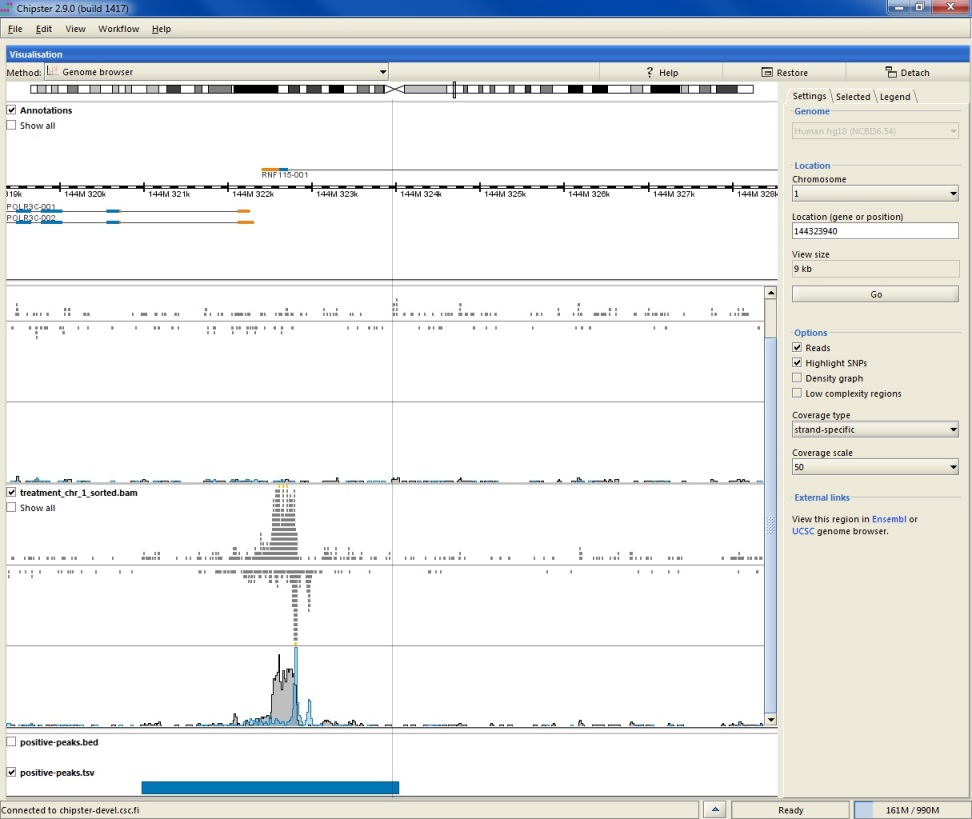 Chipster 2.9.0 (build 1417)
File Edit View Workflow Help
Visualisation
Method: Genome browser ? Help Restore Detach
Annotations
Show all
RNF115-001
144M 320k 144M 321k 144M 322k 144M 323k 144M 324k 144M 325k 144M 326k 144M 327k 144M 328k
POLR3C-001
POLR3C-002
treatment_chr_1_sorted.bam
Show all
positive-peaks.bed
positive-peaks.tsv
Settings Selected Legend
Genome
Human hg18 (NCBI36.54)
Location
Chromosome
1
Location (gene or position)
144323940
View size
9 kb
Go
Options
Reads
Highlight SNPs
Density graph
Low complexity regions
Coverage type
strand-specific
Coverage scale
50
External links
View this region in Ensembl or
UCSC genome browser.
Connected to chipster-devel.csc.fi Ready 161M / 990M